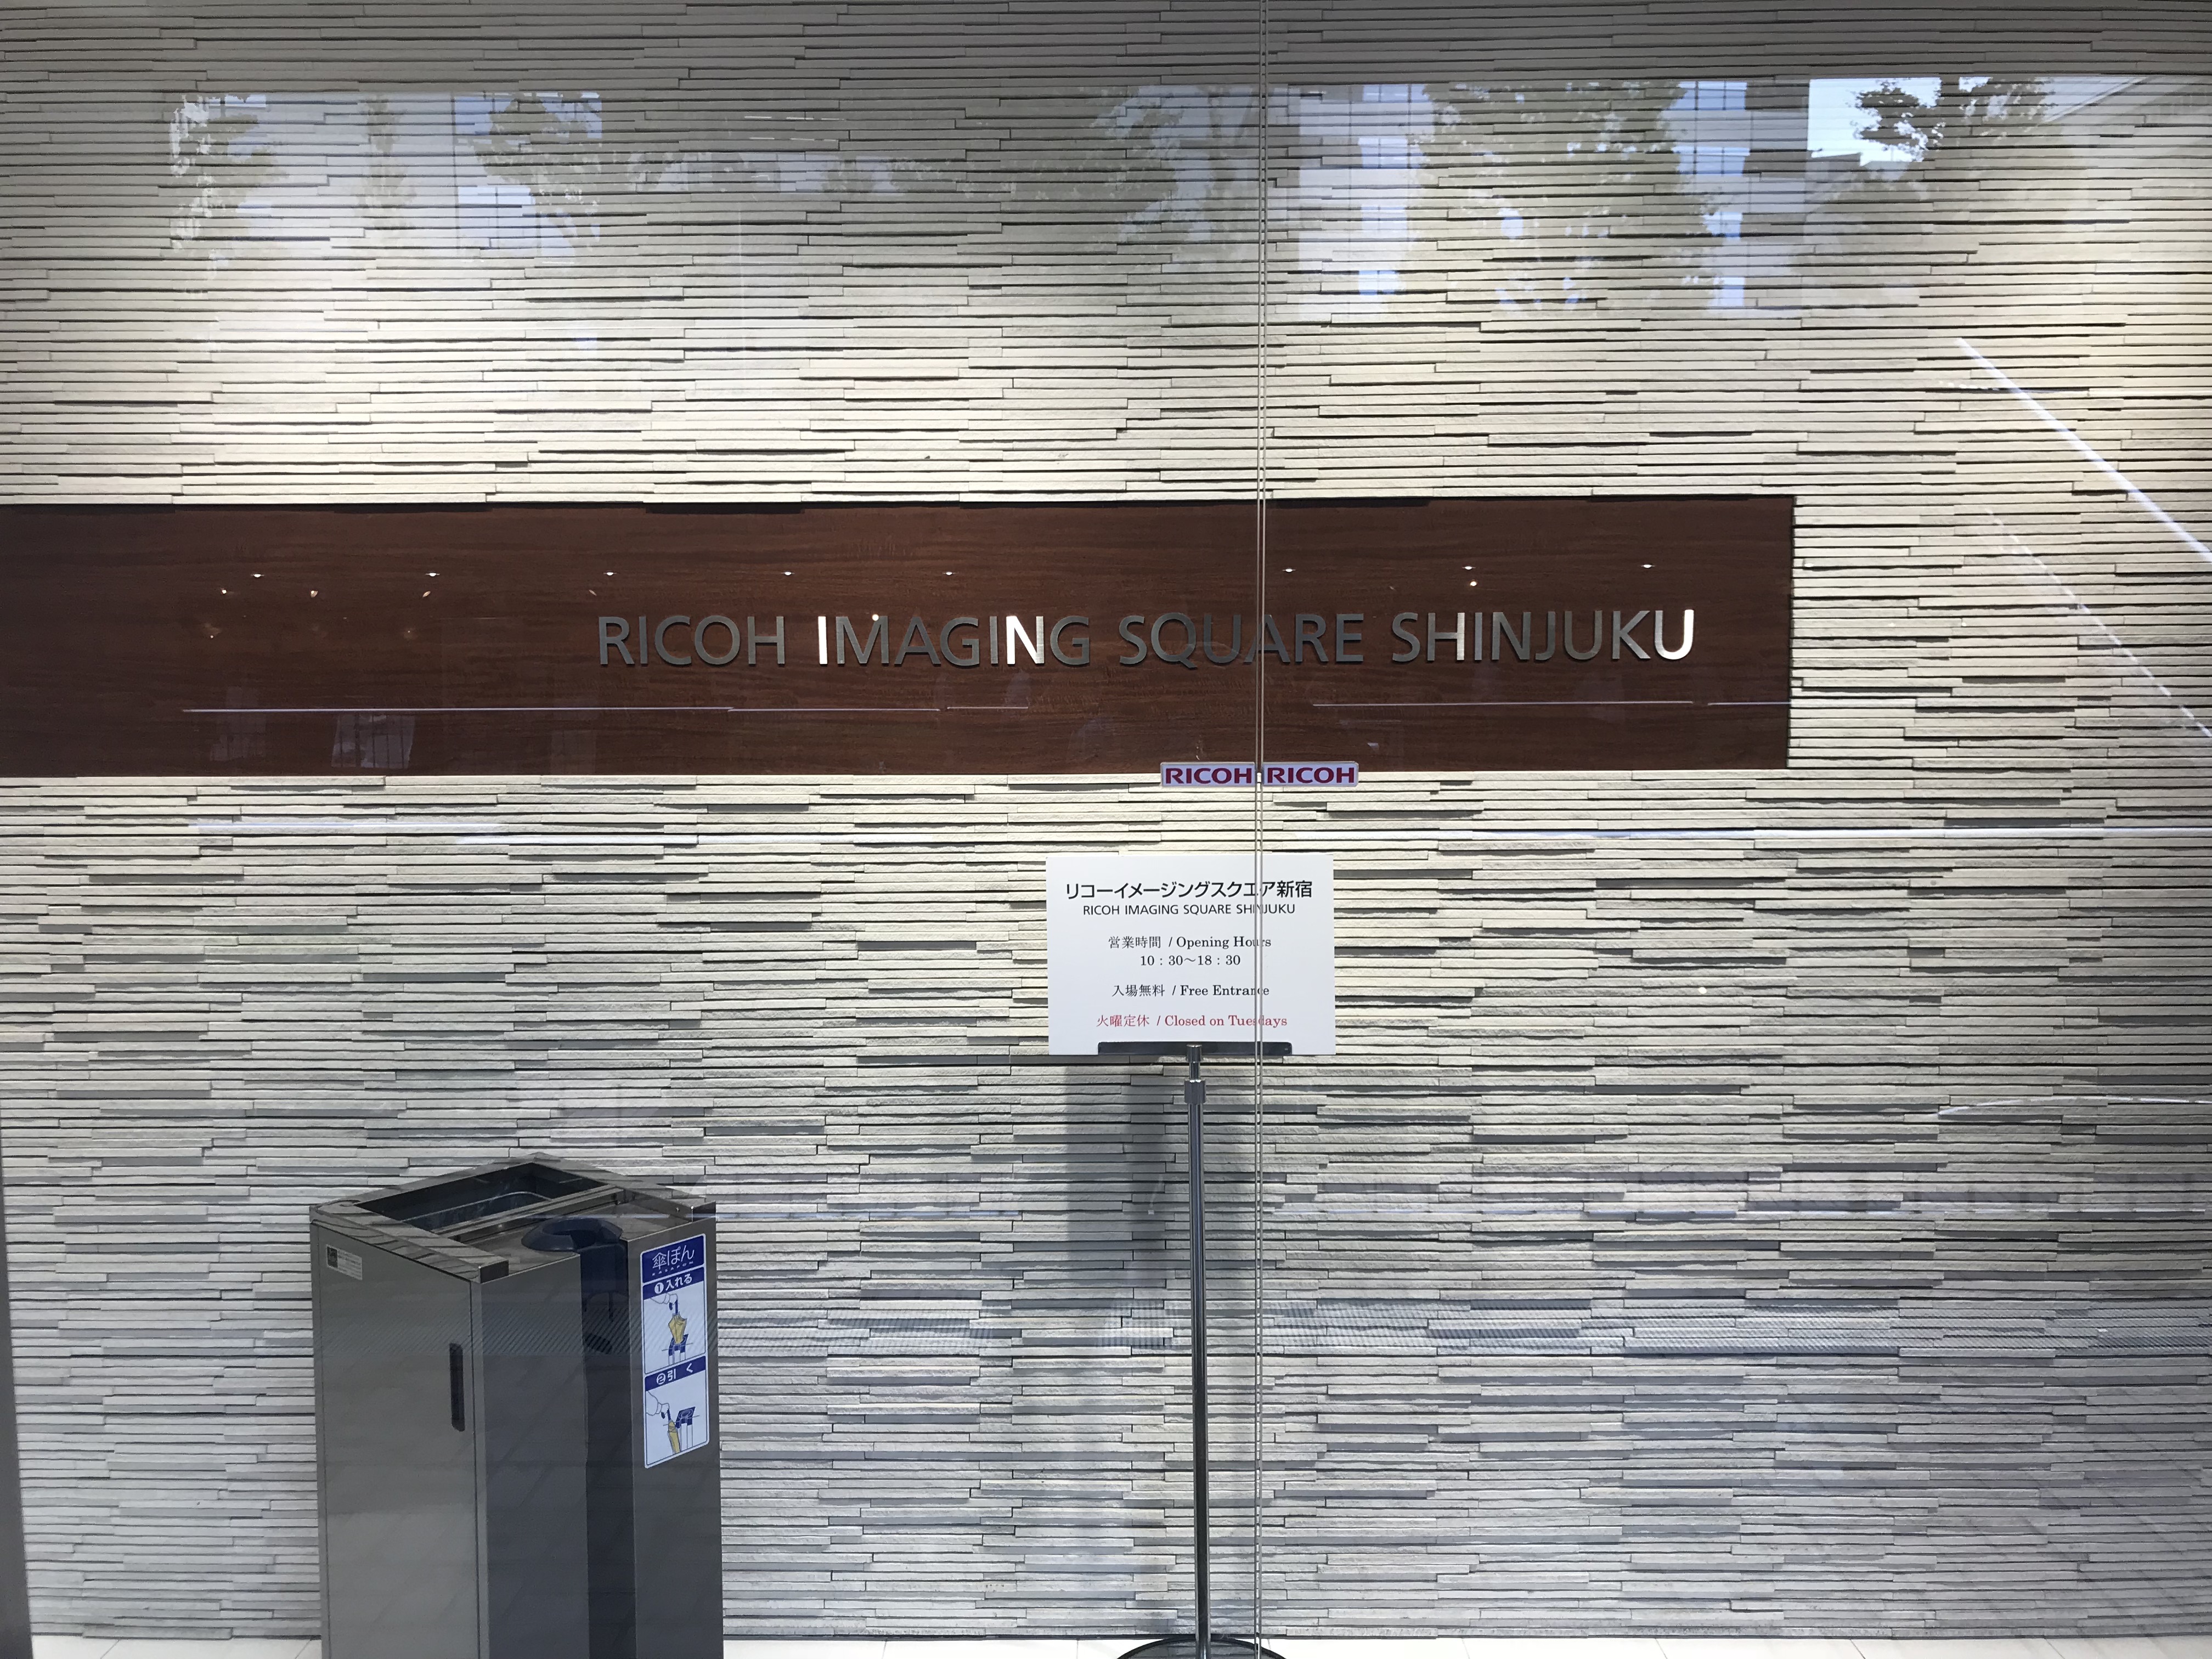 RICOH IMAGING SQUARE SHINJUKU
RICOH RICOH
リコーイメージングスクエア新宿
RICOH IMAGING SQUARE SHINJUKU
営業時間 / Opening Hours
10：30～18：30
入場無料 / Free Entrance
火曜定休 / Closed on Tuesdays
傘ぽん
①入れる
②引く